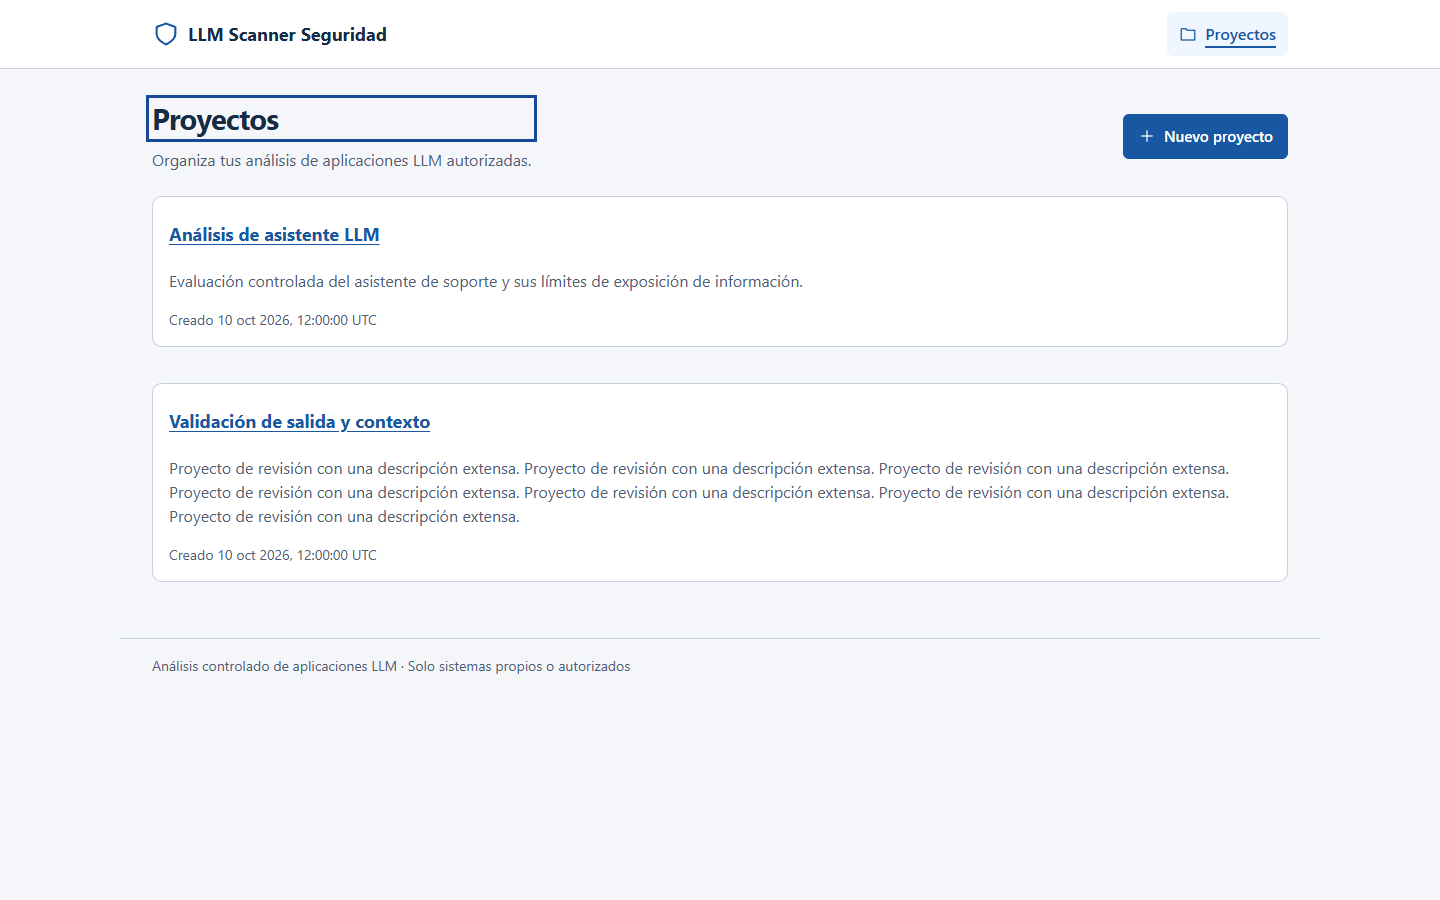 LLM Scanner Seguridad
Proyectos
Proyectos
Organiza tus análisis de aplicaciones LLM autorizadas.
Nuevo proyecto
Análisis de asistente LLM
Evaluación controlada del asistente de soporte y sus límites de exposición de información.
Creado 10 oct 2026, 12:00:00 UTC
Validación de salida y contexto
Proyecto de revisión con una descripción extensa. Proyecto de revisión con una descripción extensa. Proyecto de revisión con una descripción extensa.
Proyecto de revisión con una descripción extensa. Proyecto de revisión con una descripción extensa. Proyecto de revisión con una descripción extensa.
Proyecto de revisión con una descripción extensa.
Creado 10 oct 2026, 12:00:00 UTC
Análisis controlado de aplicaciones LLM · Solo sistemas propios o autorizados